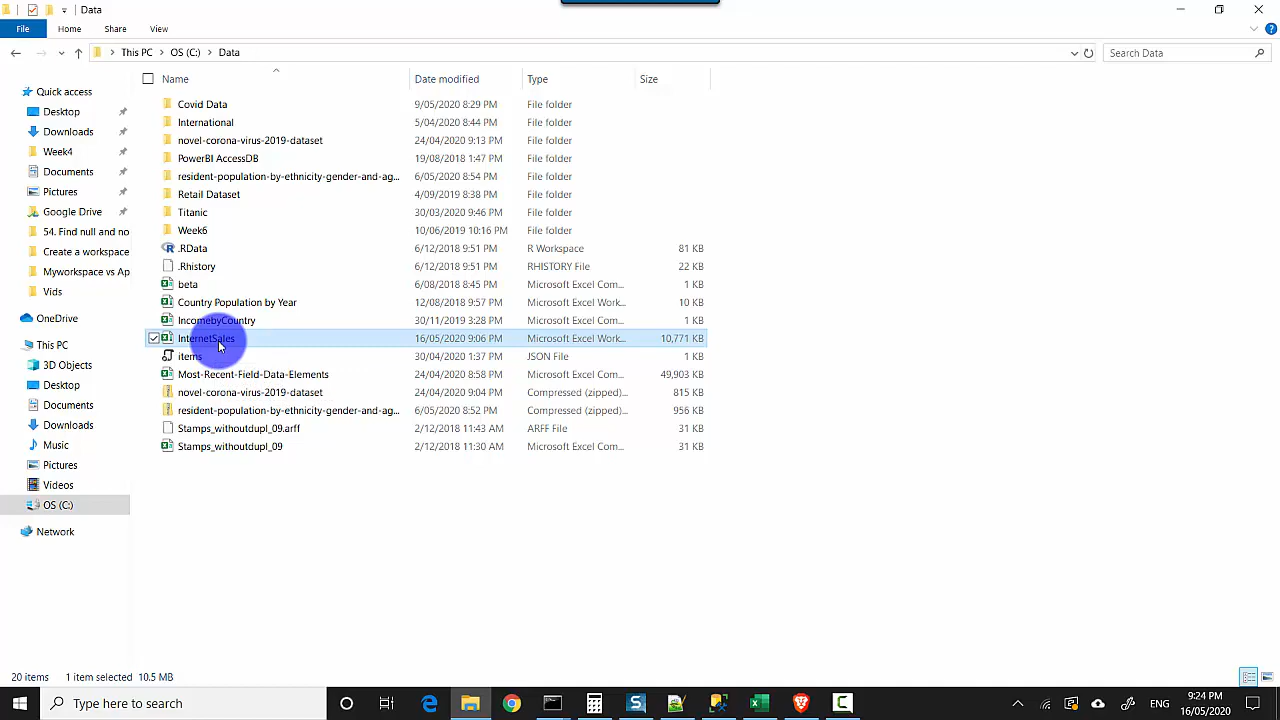 Data
File Home Share View
This PC OS (C:) Data Search Data
Name Date modified Type Size
Quick access
Desktop
Downloads
Week4
Documents
Pictures
Google Drive
54. Find null and no
Create a workspace
Myworkspace vs Ap
Vids
OneDrive
This PC
3D Objects
Desktop
Documents
Downloads
Music
Pictures
Videos
OS (C:)
Network
Covid Data 9/05/2020 8:29 PM File folder
International 5/04/2020 8:44 PM File folder
novel-corona-virus-2019-dataset 24/04/2020 9:13 PM File folder
PowerBI AccessDB 19/08/2018 1:47 PM File folder
resident-population-by-ethnicity-gender-and-ag... 6/05/2020 8:54 PM File folder
Retail Dataset 4/09/2019 8:38 PM File folder
Titanic 30/03/2020 9:46 PM File folder
Week6 10/06/2019 10:16 PM File folder
.RData 6/12/2018 9:51 PM R Workspace 81 KB
.Rhistory 6/12/2018 9:51 PM RHISTORY File 22 KB
beta 6/08/2018 8:45 PM Microsoft Excel Com... 1 KB
Country Population by Year 12/08/2018 9:57 PM Microsoft Excel Work... 10 KB
IncomebyCountry 30/11/2019 3:28 PM Microsoft Excel Com... 1 KB
InternetSales 16/05/2020 9:06 PM Microsoft Excel Work... 10,771 KB
items 30/04/2020 1:37 PM JSON File 1 KB
Most-Recent-Field-Data-Elements 24/04/2020 8:58 PM Microsoft Excel Com... 49,903 KB
novel-corona-virus-2019-dataset 24/04/2020 9:04 PM Compressed (zipped)... 815 KB
resident-population-by-ethnicity-gender-and-ag... 6/05/2020 8:52 PM Compressed (zipped)... 956 KB
Stamps_withoutdupl_09.arff 2/12/2018 11:43 AM ARFF File 31 KB
Stamps_withoutdupl_09 2/12/2018 11:30 AM Microsoft Excel Com... 31 KB
20 items 1 item selected 10.5 MB
Type here to search
ENG
9:24 PM
16/05/2020